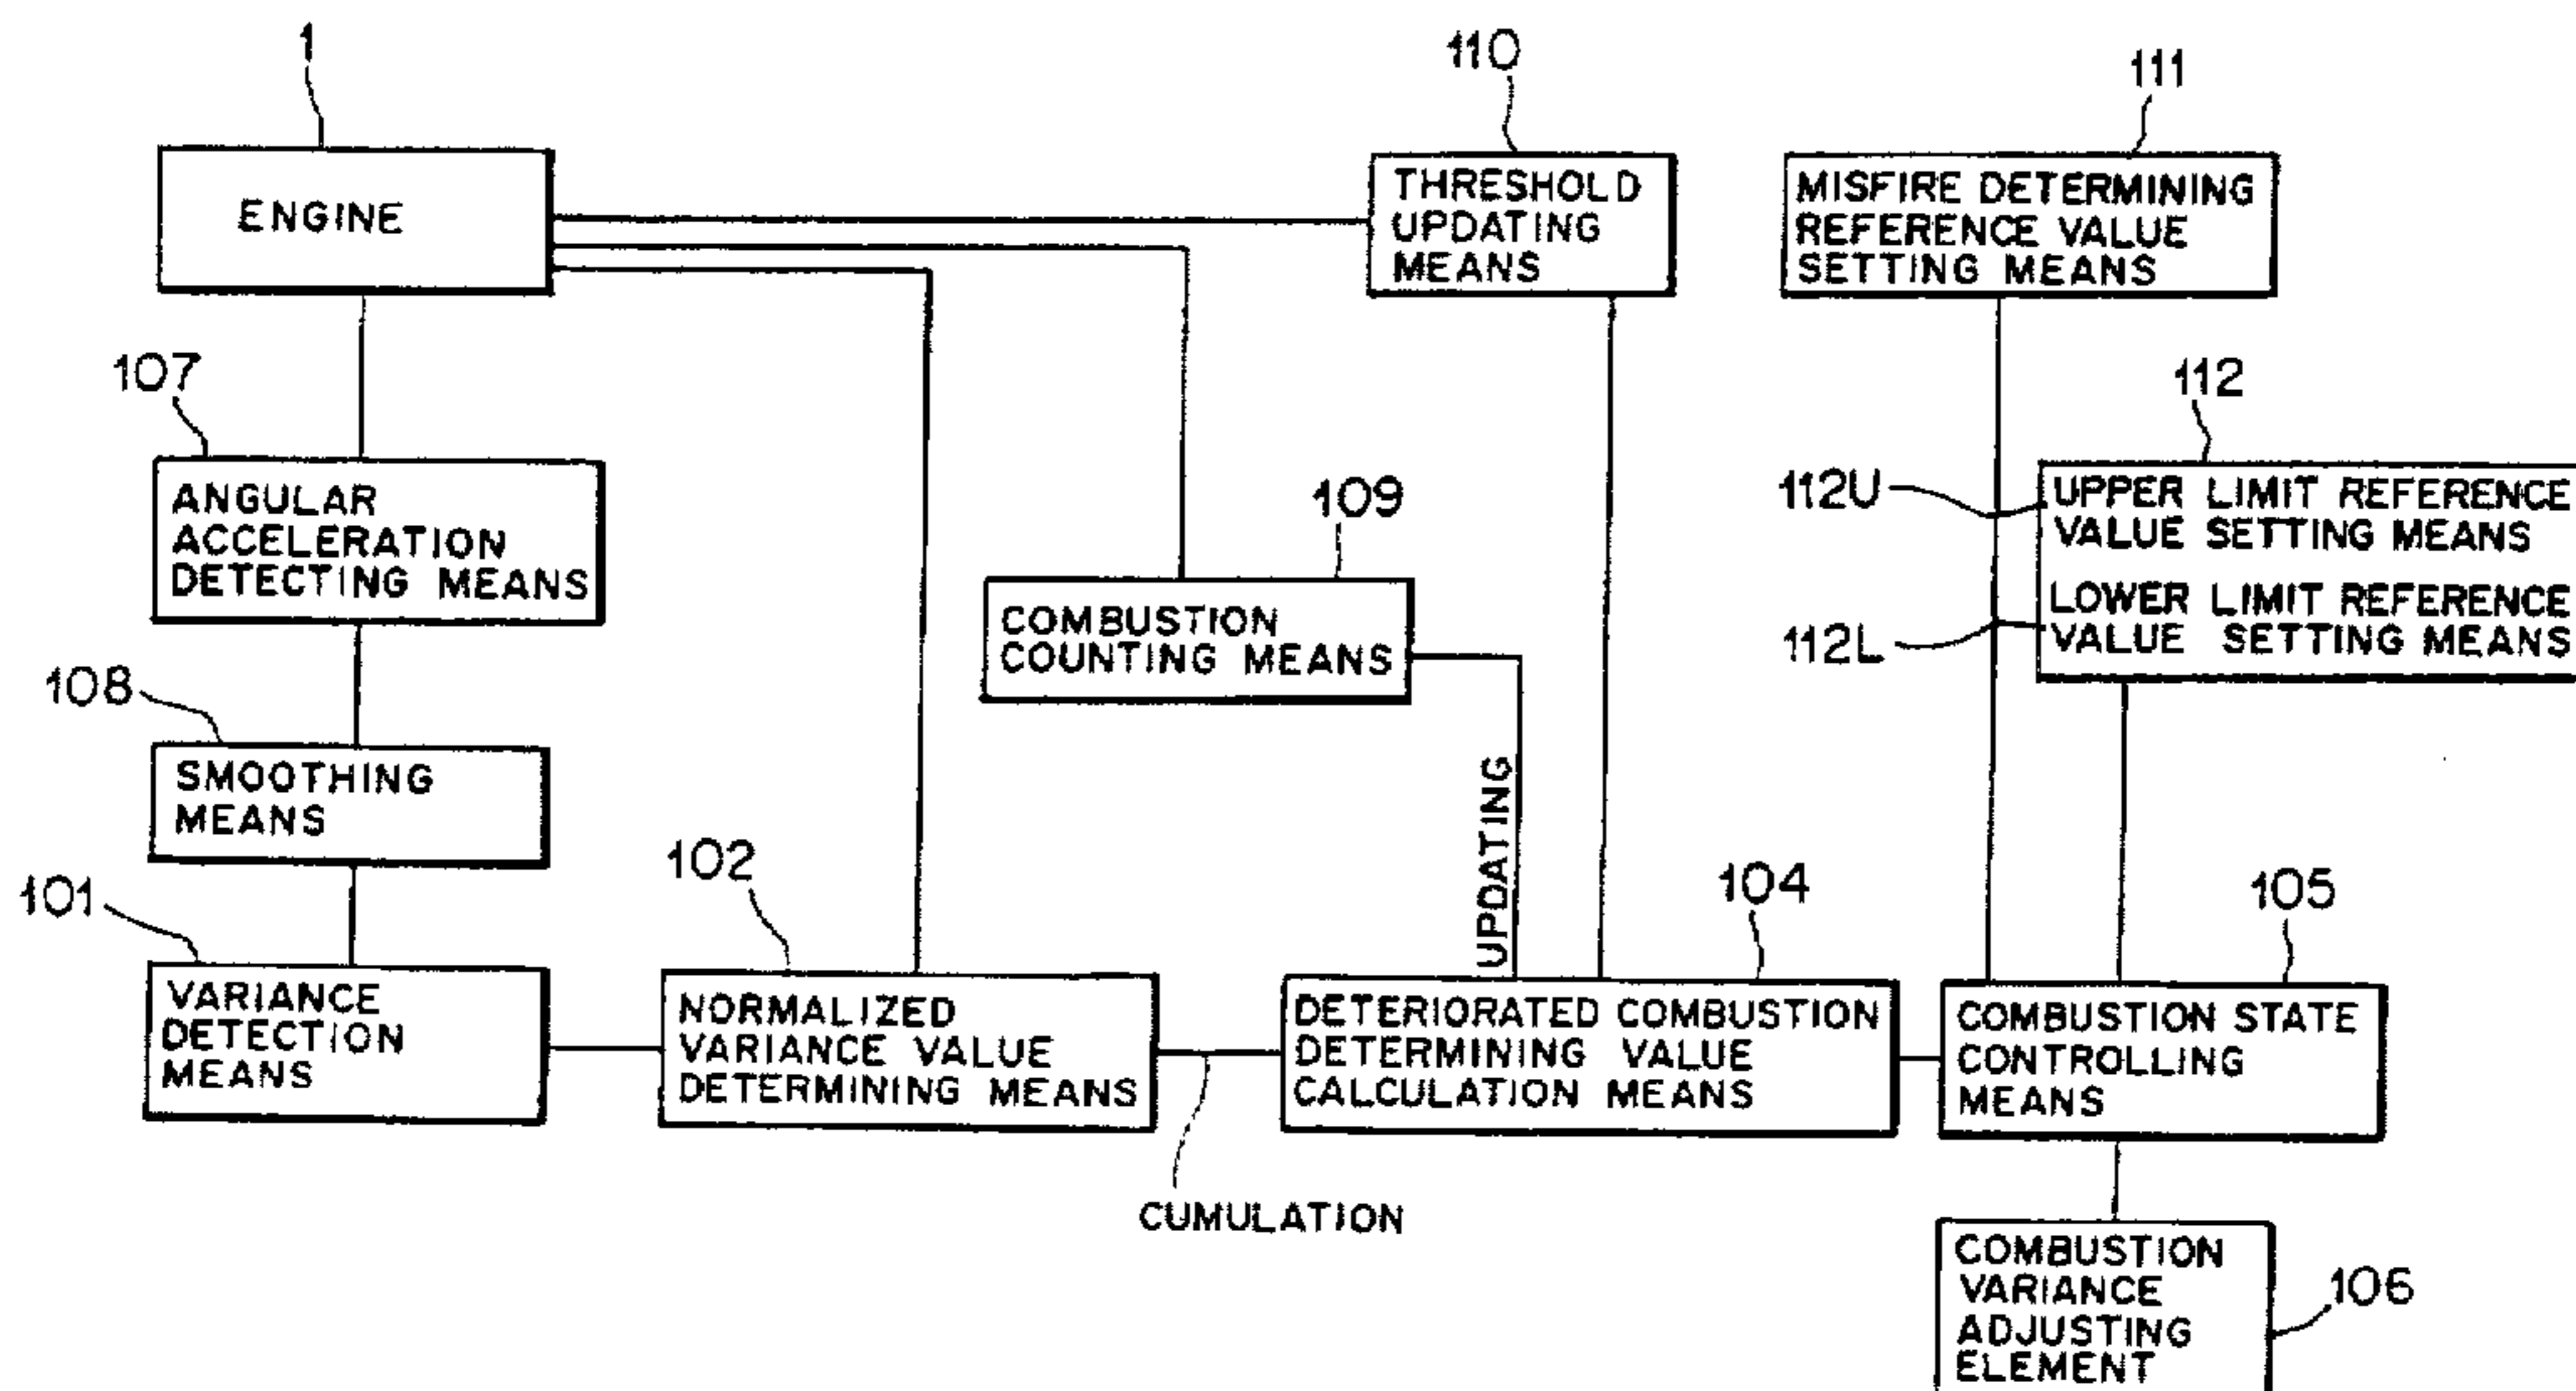 1
110
111
ENGINE
THRESHOLD
UPDATING
MEANS
MISFIRE DETERMINING
REFERENCE VALUE
SETTING MEANS
107
112
ANGULAR
ACCELERATION
DETECTING MEANS
109
112U
UPPER LIMIT REFERENCE
VALUE SETTING MEANS
112L
LOWER LIMIT REFERENCE
VALUE SETTING MEANS
COMBUSTION
COUNTING MEANS
108
SMOOTHING
MEANS
UPDATING
101
102
104
105
VARIANCE
DETECTION
MEANS
NORMALIZED
VARIANCE VALUE
DETERMINING MEANS
DETERIORATED COMBUSTION
DETERMINING VALUE
CALCULATION MEANS
COMBUSTION STATE
CONTROLLING
MEANS
CUMULATION
COMBUSTION
VARIANCE
ADJUSTING
ELEMENT
106